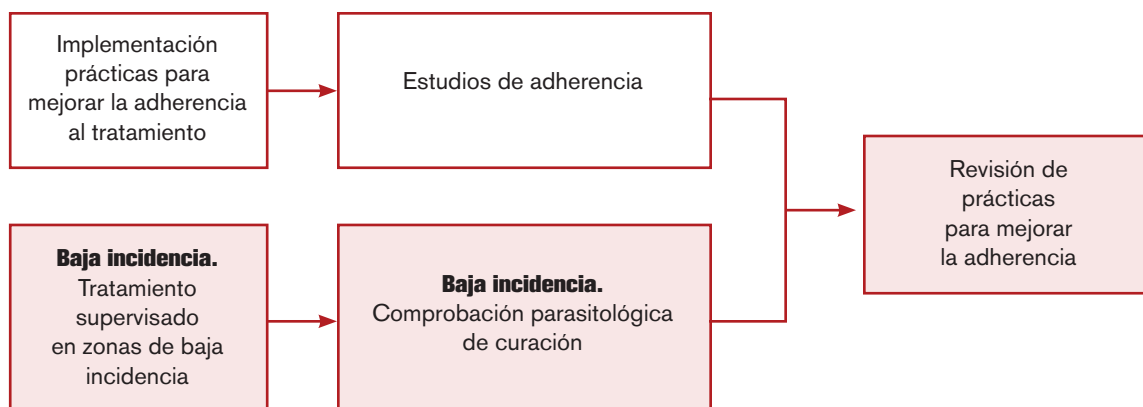 Implementación
prácticas para
mejorar la adherencia
al tratamiento
Estudios de adherencia
Revisión de
prácticas
para mejorar
la adherencia
Baja incidencia.
Tratamiento
supervisado
en zonas de baja
incidencia
Baja incidencia.
Comprobación parasitológica
de curación